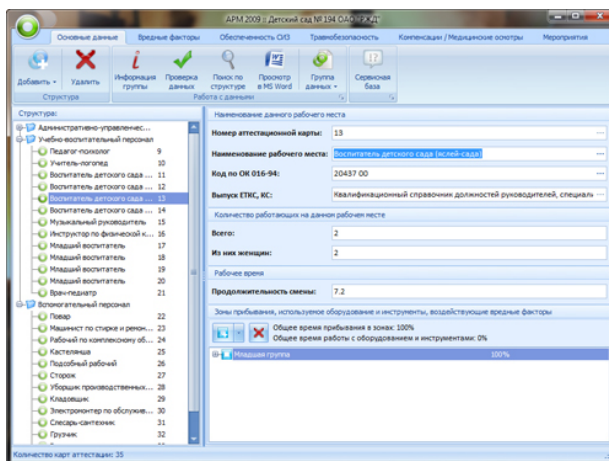 АРМ 2009 :: Детский сад № 194 ОАО "РЖД"
Основные данные
Вредные факторы
Обеспеченность СИЗ
Травмобезопасность
Компенсации / Медицинские осмотры
Мероприятия
Добавить
Удалить
Информация группы
Проверка данных
Поиск по структуре
Просмотр в MS Word
Группа данных
Сервисная база
Структура
Работа с данными
Структура:
Административно-управленчес...
Учебно-воспитательный персонал
Педагог-психолог 9
Учитель-логопед 10
Воспитатель детского сада ... 11
Воспитатель детского сада ... 12
Воспитатель детского сада ... 13
Воспитатель детского сада ... 14
Музыкальный руководитель 15
Инструктор по физической к... 16
Младший воспитатель 17
Младший воспитатель 18
Младший воспитатель 19
Младший воспитатель 20
Врач-педиатр 21
Вспомогательный персонал
Повар 22
Машинист по стирке и ремон... 23
Рабочий по комплексному об... 24
Кастелянша 25
Подсобный рабочий 26
Сторож 27
Уборщик производственных... 28
Кладовщик 29
Электромонтер по обслужив... 30
Слесарь-сантехник 31
Грузчик 32
Наименование данного рабочего места
Номер аттестационной карты: 13
Наименование рабочего места: Воспитатель детского сада (яслей-сада)
Код по ОК 016-94: 20437 00
Выпуск ЕТКС, КС: Квалификационный справочник должностей руководителей, специаль
Количество работающих на данном рабочем месте
Всего: 2
Из них женщин: 2
Рабочее время
Продолжительность смены: 7.2
Зоны прибывания, используемое оборудование и инструменты, воздействующие вредные факторы
Общее время прибывания в зонах: 100%
Общее время работы с оборудованием и инструментами: 0%
Младшая группа 100%
Количество карт аттестации: 35